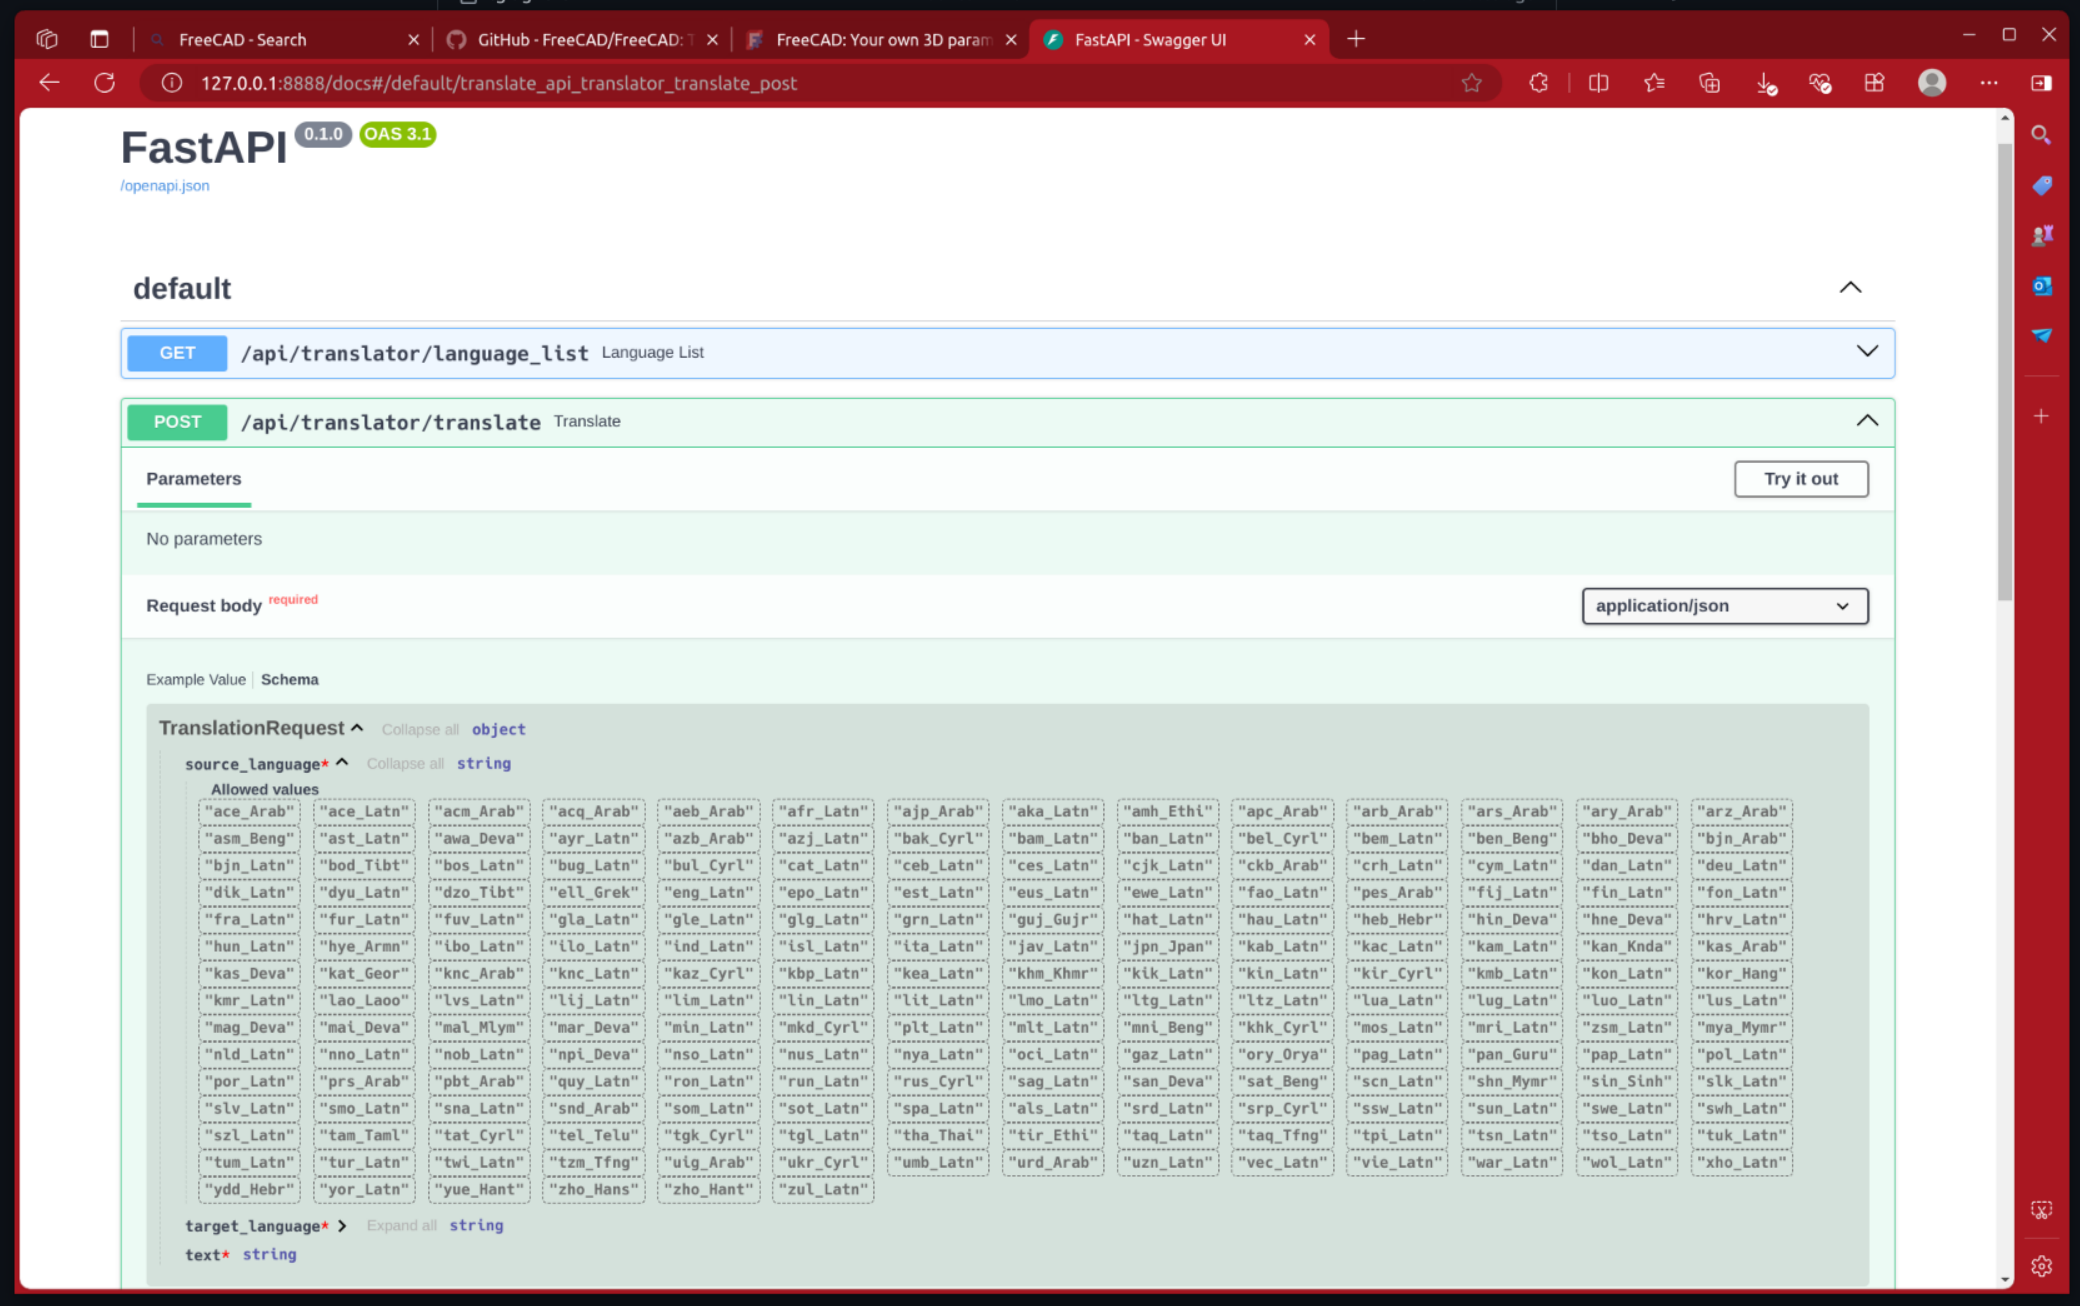 FreeCAD - Search
GitHub - FreeCAD/FreeCAD: T
FreeCAD: Your own 3D param
FastAPI - Swagger UI
127.0.0.1:8888/docs#/default/translate_api_translator_translate_post
FastAPI 0.1.0 OAS 3.1
/openapi.json
default
GET /api/translator/language_list Language List
POST /api/translator/translate Translate
Parameters
Try it out
No parameters
Request body required
application/json
Example Value Schema
TranslationRequest Collapse all object
source_language* Collapse all string
Allowed values
"ace_Arab" "ace_Latn" "acm_Arab" "acq_Arab" "aeb_Arab" "afr_Latn" "ajp_Arab" "aka_Latn" "amh_Ethi" "apc_Arab" "arb_Arab" "ars_Arab" "ary_Arab" "arz_Arab"
"asm_Beng" "ast_Latn" "awa_Deva" "ayr_Latn" "azb_Arab" "azj_Latn" "bak_Cyrl" "bam_Latn" "ban_Latn" "bel_Cyrl" "bem_Latn" "ben_Beng" "bho_Deva" "bjn_Arab"
"bjn_Latn" "bod_Tibt" "bos_Latn" "bug_Latn" "bul_Cyrl" "cat_Latn" "ceb_Latn" "ces_Latn" "cjk_Latn" "ckb_Arab" "crh_Latn" "cym_Latn" "dan_Latn" "deu_Latn"
"dik_Latn" "dyu_Latn" "dzo_Tibt" "ell_Grek" "eng_Latn" "epo_Latn" "est_Latn" "eus_Latn" "ewe_Latn" "fao_Latn" "pes_Arab" "fij_Latn" "fin_Latn" "fon_Latn"
"fra_Latn" "fur_Latn" "fuv_Latn" "gla_Latn" "gle_Latn" "glg_Latn" "grn_Latn" "guj_Gujr" "hat_Latn" "hau_Latn" "heb_Hebr" "hin_Deva" "hne_Deva" "hrv_Latn"
"hun_Latn" "hye_Armn" "ibo_Latn" "ilo_Latn" "ind_Latn" "isl_Latn" "ita_Latn" "jav_Latn" "jpn_Jpan" "kab_Latn" "kac_Latn" "kam_Latn" "kan_Knda" "kas_Arab"
"kas_Deva" "kat_Geor" "knc_Arab" "knc_Latn" "kaz_Cyrl" "kbp_Latn" "kea_Latn" "khm_Khmr" "kik_Latn" "kin_Latn" "kir_Cyrl" "kmb_Latn" "kon_Latn" "kor_Hang"
"kmr_Latn" "lao_Laoo" "lvs_Latn" "lij_Latn" "lim_Latn" "lin_Latn" "lit_Latn" "lmo_Latn" "ltg_Latn" "ltz_Latn" "lua_Latn" "lug_Latn" "luo_Latn" "lus_Latn"
"mag_Deva" "mai_Deva" "mal_Mlym" "mar_Deva" "min_Latn" "mkd_Cyrl" "plt_Latn" "mlt_Latn" "mni_Beng" "khk_Cyrl" "mos_Latn" "mri_Latn" "zsm_Latn" "mya_Mymr"
"nld_Latn" "nno_Latn" "nob_Latn" "npi_Deva" "nso_Latn" "nus_Latn" "nya_Latn" "oci_Latn" "gaz_Latn" "ory_Orya" "pag_Latn" "pan_Guru" "pap_Latn" "pol_Latn"
"por_Latn" "prs_Arab" "pbt_Arab" "quy_Latn" "ron_Latn" "run_Latn" "rus_Cyrl" "sag_Latn" "san_Deva" "sat_Beng" "scn_Latn" "shn_Mymr" "sin_Sinh" "slk_Latn"
"slv_Latn" "smo_Latn" "sna_Latn" "snd_Arab" "som_Latn" "sot_Latn" "spa_Latn" "als_Latn" "srd_Latn" "srp_Cyrl" "ssw_Latn" "sun_Latn" "swe_Latn" "swh_Latn"
"szl_Latn" "tam_Taml" "tat_Cyrl" "tel_Telu" "tgk_Cyrl" "tgl_Latn" "tha_Thai" "tir_Ethi" "taq_Latn" "taq_Tfng" "tpi_Latn" "tsn_Latn" "tso_Latn" "tuk_Latn"
"tum_Latn" "tur_Latn" "twi_Latn" "tzm_Tfng" "uig_Arab" "ukr_Cyrl" "umb_Latn" "urd_Arab" "uzn_Latn" "vec_Latn" "vie_Latn" "war_Latn" "wol_Latn" "xho_Latn"
"ydd_Hebr" "yor_Latn" "yue_Hant" "zho_Hans" "zho_Hant" "zul_Latn"
target_language* Expand all string
text* string